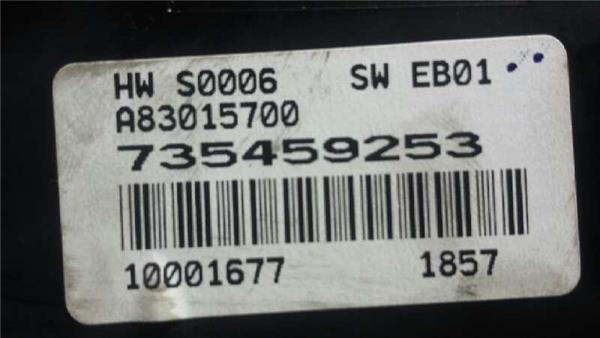 HW S0006 SW EB01
A83015700
735459253
10001677 1857